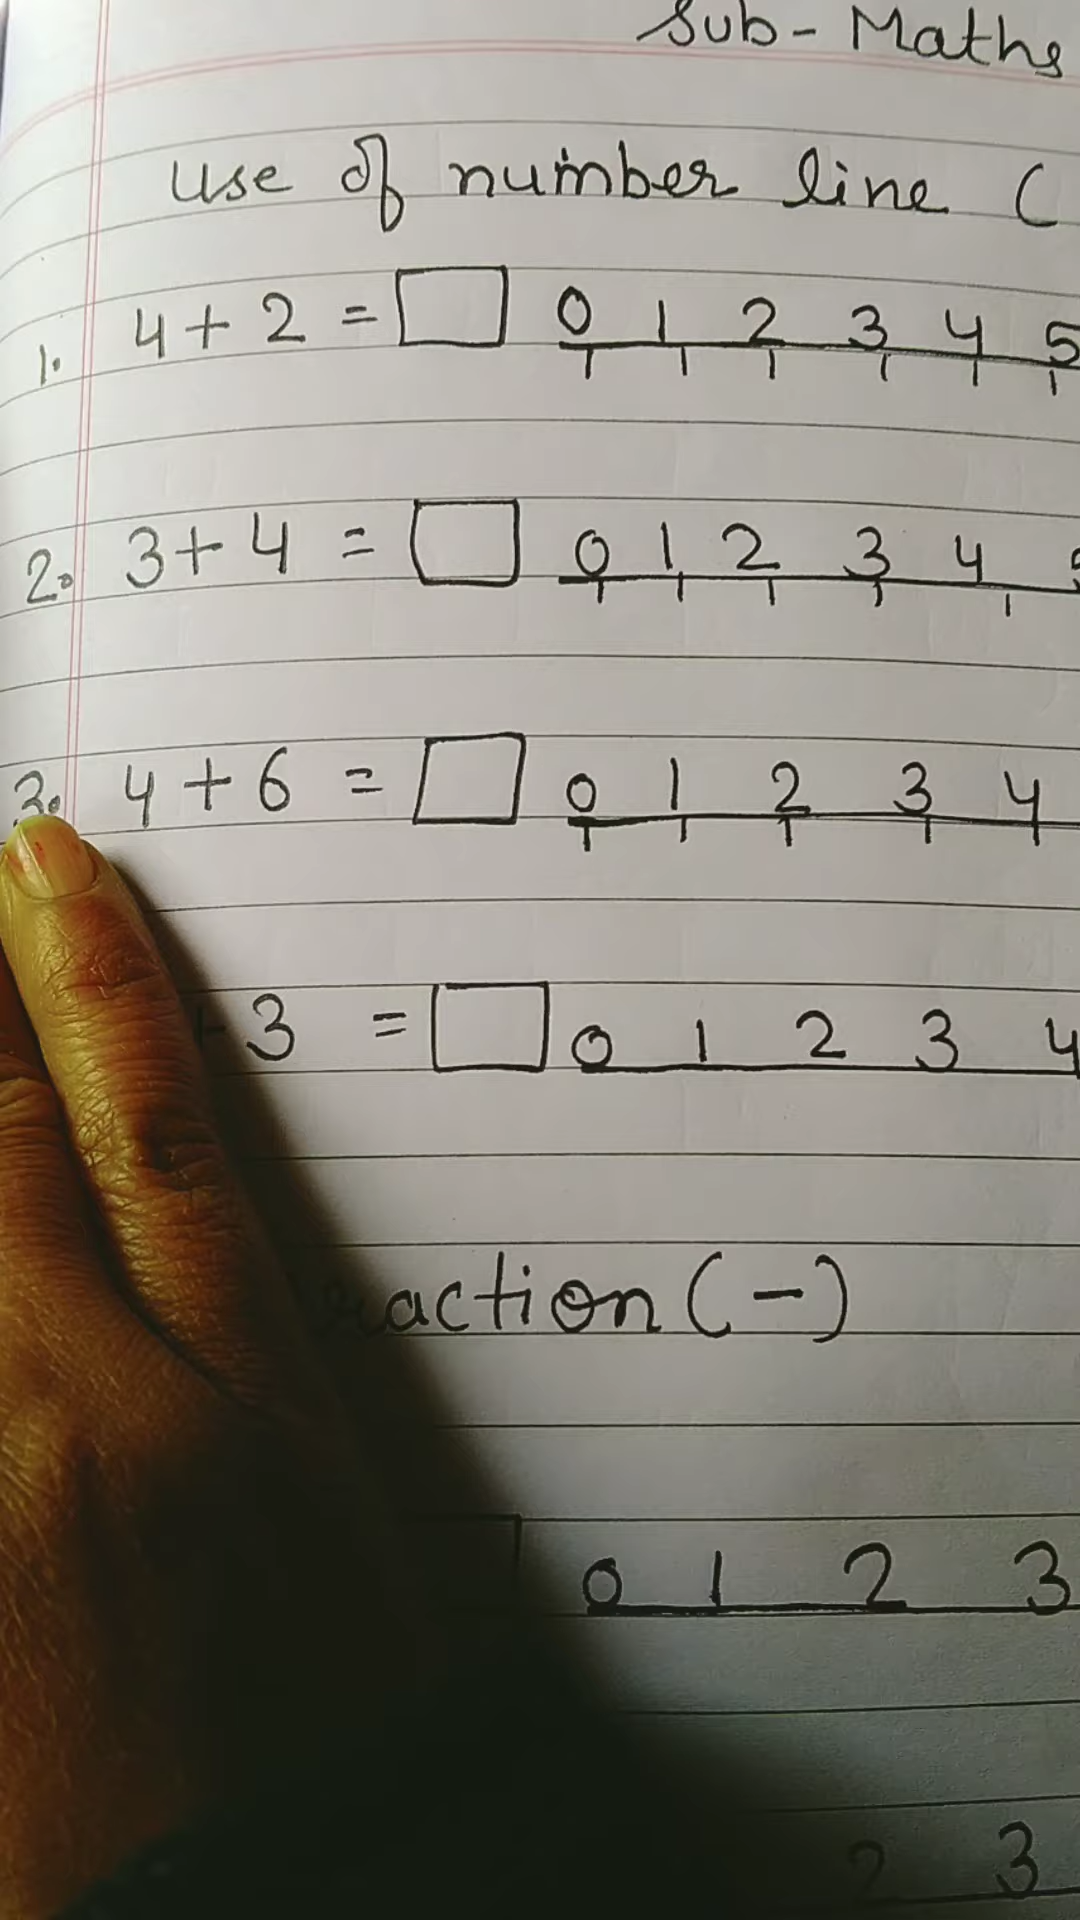 Sub - Maths
use of number line (
1. 4 + 2 = 0 1 2 3 4 5
2. 3 + 4 = 0 1 2 3 4
3. 4 + 6 = 0 1 2 3 4
3 = 0 1 2 3 4
action (-)
0 1 2 3
2 3